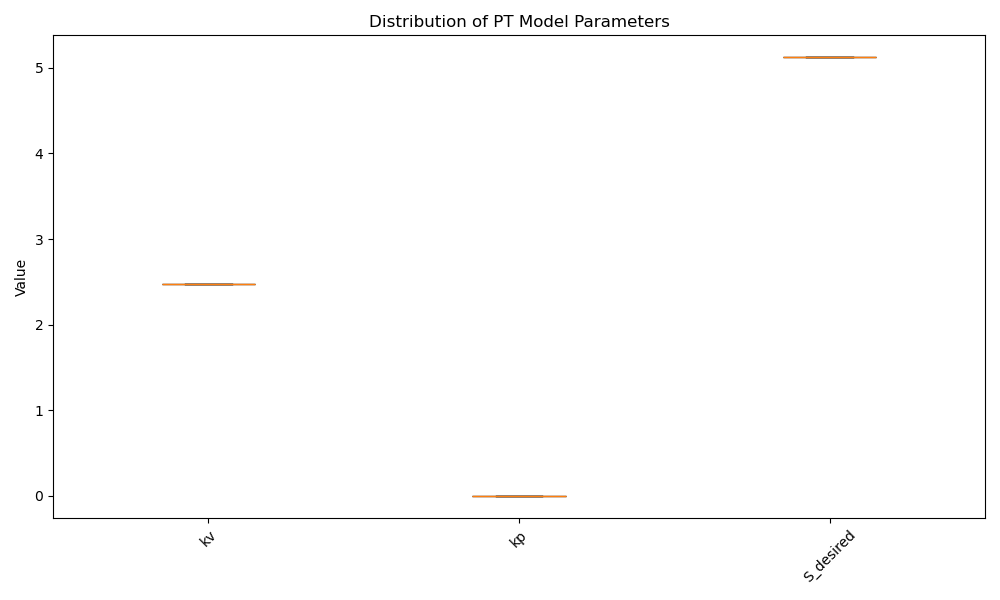 Distribution of PT Model Parameters
Value
5
4
3
2
1
0
kv
kp
S_desired